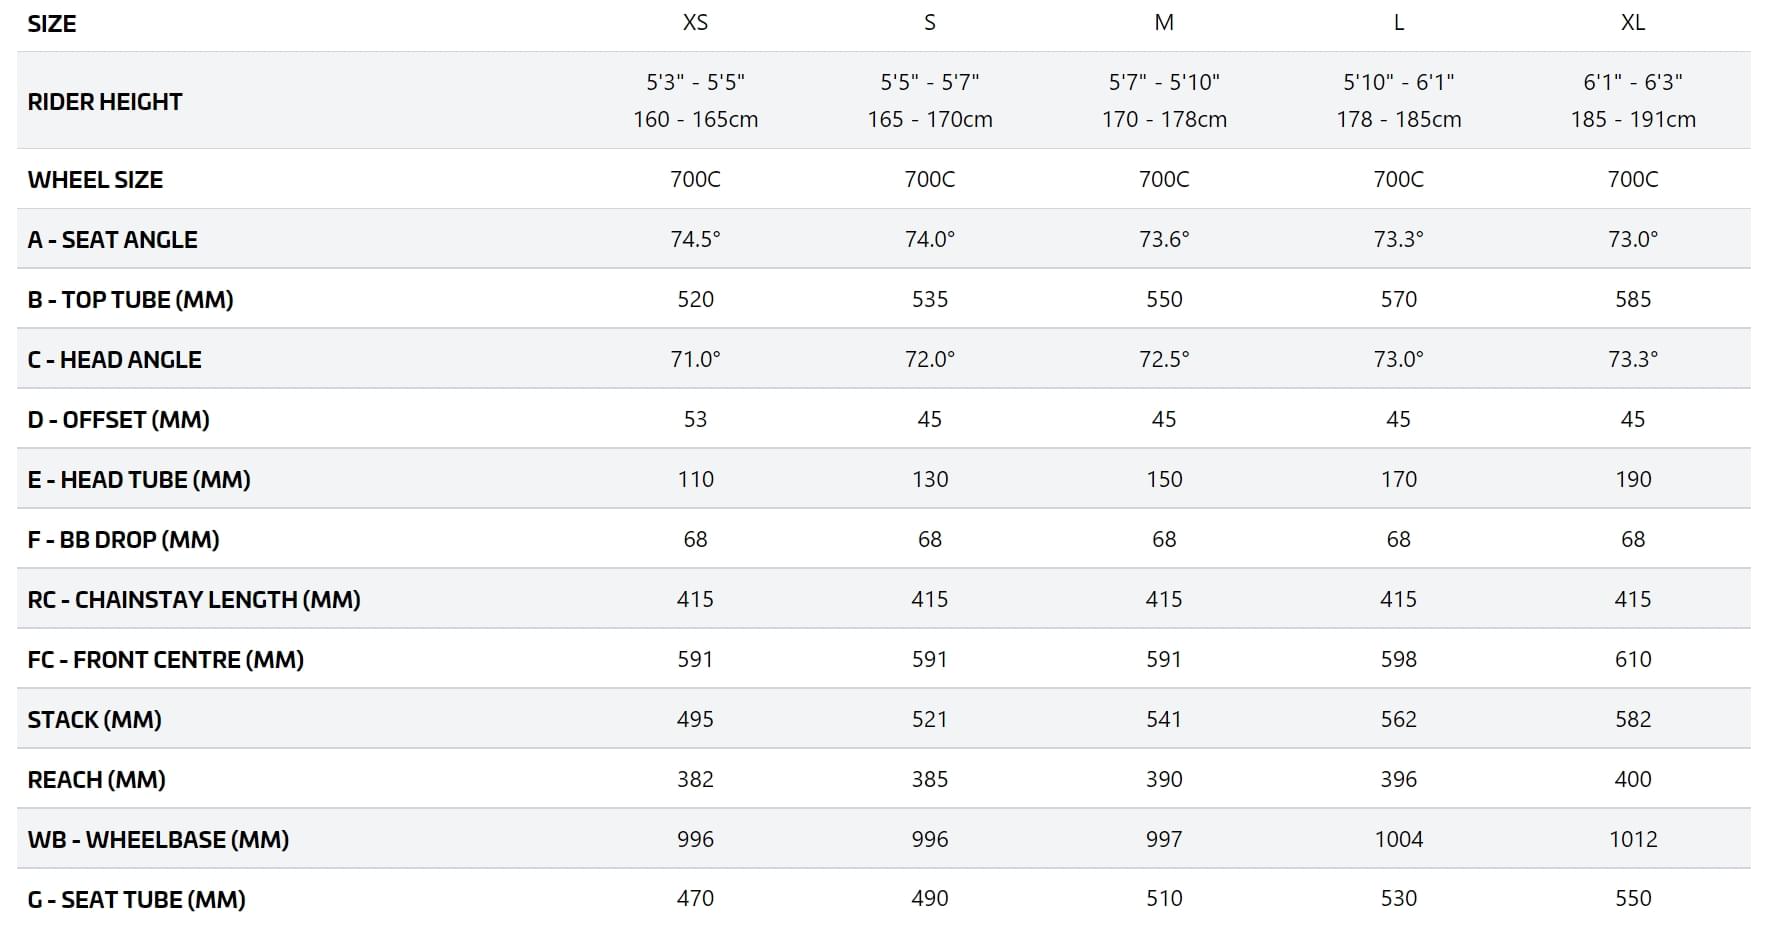 SIZE XS S M L XL
5'3" - 5'5" 5'5" - 5'7" 5'7" - 5'10" 5'10" - 6'1" 6'1" - 6'3"
RIDER HEIGHT
160 - 165cm 165 - 170cm 170 - 178cm 178 - 185cm 185 - 191cm
WHEEL SIZE 700C 700C 700C 700C 700C
A - SEAT ANGLE 74.5° 74.0° 73.6° 73.3° 73.0°
B - TOP TUBE (MM) 520 535 550 570 585
C - HEAD ANGLE 71.0° 72.0° 72.5° 73.0° 73.3°
D - OFFSET (MM) 53 45 45 45 45
E - HEAD TUBE (MM) 110 130 150 170 190
F - BB DROP (MM) 68 68 68 68 68
RC - CHAINSTAY LENGTH (MM) 415 415 415 415 415
FC - FRONT CENTRE (MM) 591 591 591 598 610
STACK (MM) 495 521 541 562 582
REACH (MM) 382 385 390 396 400
WB - WHEELBASE (MM) 996 996 997 1004 1012
G - SEAT TUBE (MM) 470 490 510 530 550